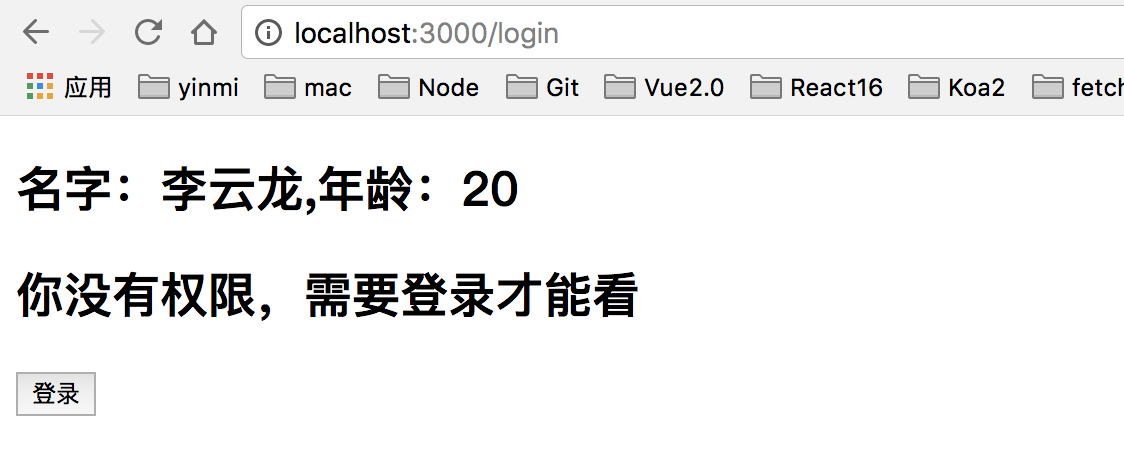 localhost:3000/login
应用 yinmi mac Node Git Vue2.0 React16 Koa2 fetch
名字：李云龙,年龄：20
你没有权限，需要登录才能看
登录